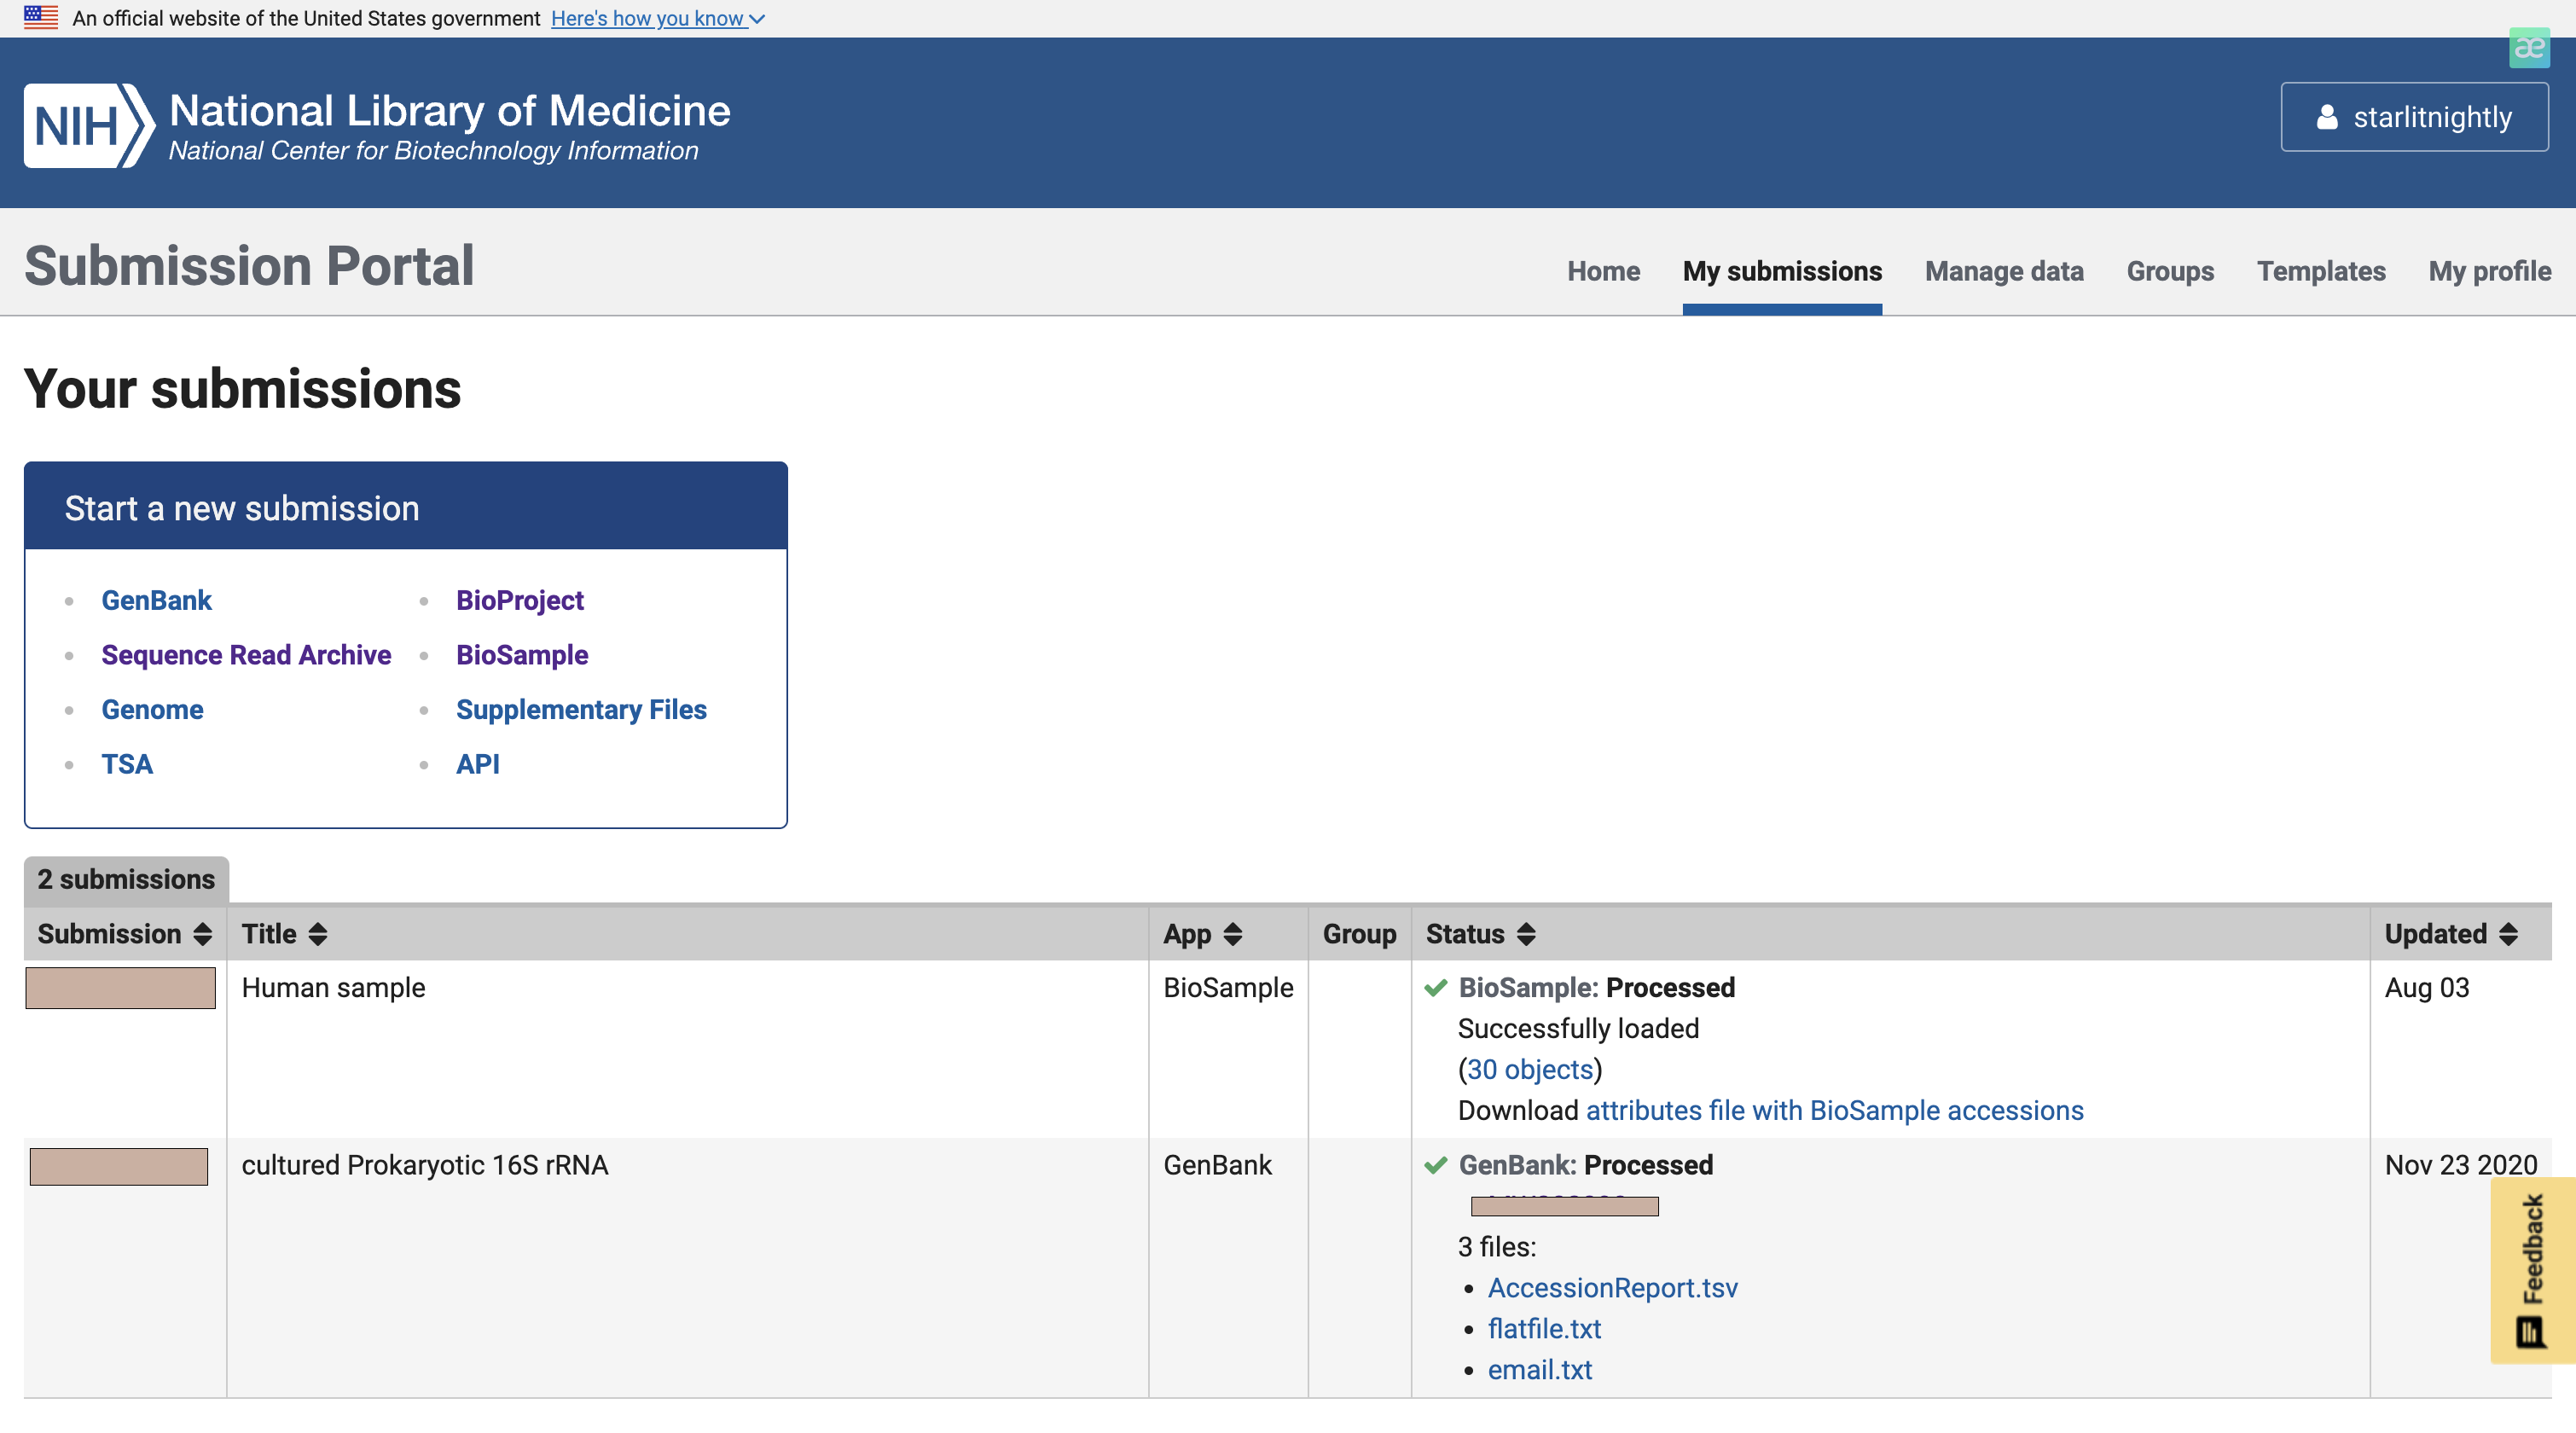 An official website of the United States government Here's how you know
æ
NIH National Library of Medicine
National Center for Biotechnology Information
starlitnightly
Submission Portal
Home My submissions Manage data Groups Templates My profile
Your submissions
Start a new submission
GenBank BioProject
Sequence Read Archive BioSample
Genome Supplementary Files
TSA API
2 submissions
Submission Title App Group Status Updated
Human sample BioSample BioSample: Processed Aug 03
Successfully loaded
(30 objects)
Download attributes file with BioSample accessions
cultured Prokaryotic 16S rRNA GenBank GenBank: Processed Nov 23 2020
3 files:
AccessionReport.tsv
flatfile.txt
email.txt
Feedback